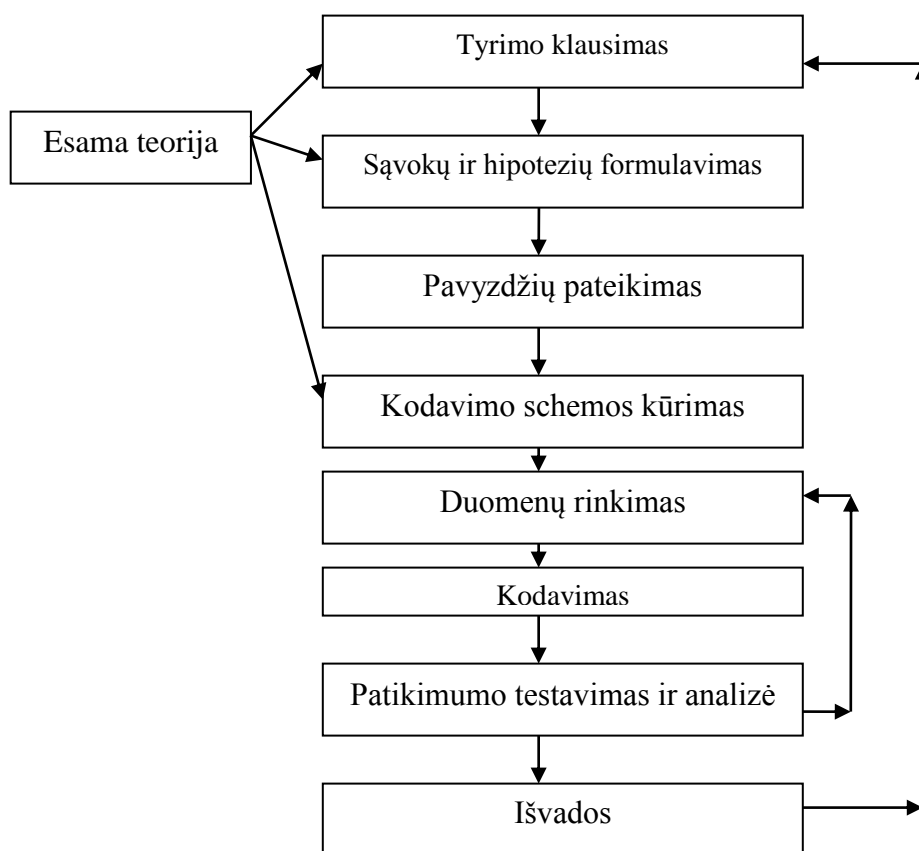 Tyrimo klausimas
Esama teorija
Sąvokų ir hipotezių formulavimas
Pavyzdžių pateikimas
Kodavimo schemos kūrimas
Duomenų rinkimas
Kodavimas
Patikimumo testavimas ir analizė
Išvados